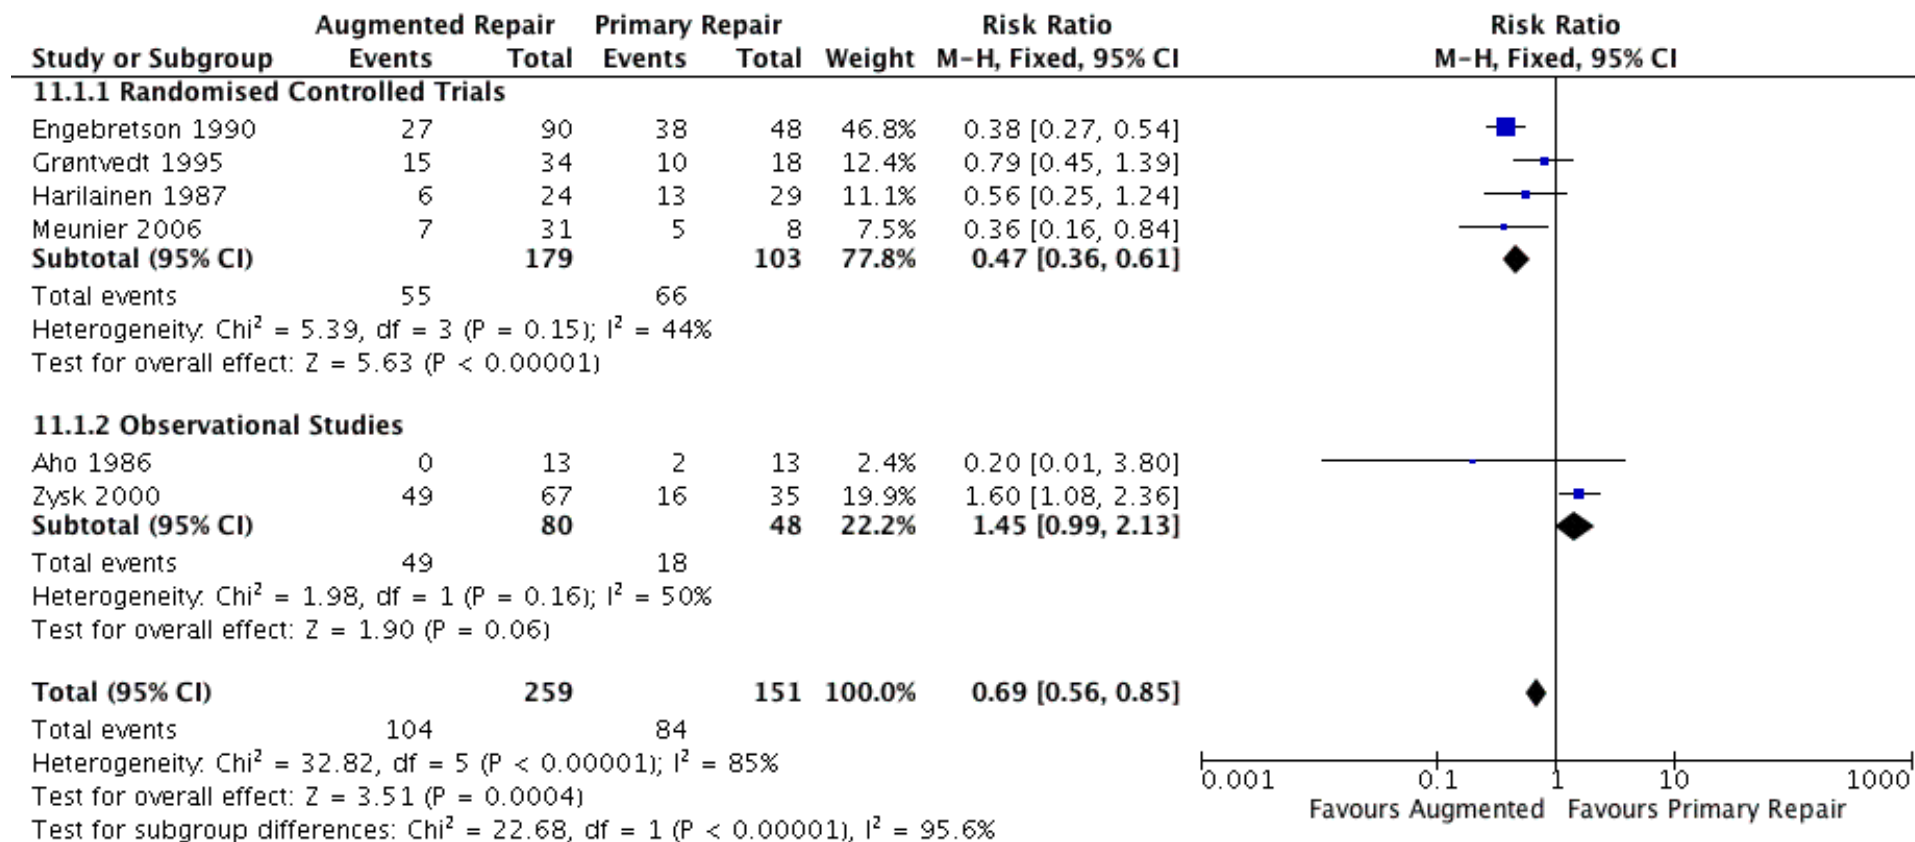 Augmented Repair Primary Repair Risk Ratio Risk Ratio
Study or Subgroup Events Total Events Total Weight M-H, Fixed, 95% CI M-H, Fixed, 95% CI
11.1.1 Randomised Controlled Trials
Engebretson 1990 27 90 38 48 46.8% 0.38 [0.27, 0.54]
Grøntvedt 1995 15 34 10 18 12.4% 0.79 [0.45, 1.39]
Harilainen 1987 6 24 13 29 11.1% 0.56 [0.25, 1.24]
Meunier 2006 7 31 5 8 7.5% 0.36 [0.16, 0.84]
Subtotal (95% CI) 179 103 77.8% 0.47 [0.36, 0.61]
Total events 55 66
Heterogeneity: Chi² = 5.39, df = 3 (P = 0.15); I² = 44%
Test for overall effect: Z = 5.63 (P < 0.00001)
11.1.2 Observational Studies
Aho 1986 0 13 2 13 2.4% 0.20 [0.01, 3.80]
Zysk 2000 49 67 16 35 19.9% 1.60 [1.08, 2.36]
Subtotal (95% CI) 80 48 22.2% 1.45 [0.99, 2.13]
Total events 49 18
Heterogeneity: Chi² = 1.98, df = 1 (P = 0.16); I² = 50%
Test for overall effect: Z = 1.90 (P = 0.06)
Total (95% CI) 259 151 100.0% 0.69 [0.56, 0.85]
Total events 104 84
Heterogeneity: Chi² = 32.82, df = 5 (P < 0.00001); I² = 85%
Test for overall effect: Z = 3.51 (P = 0.0004)
Test for subgroup differences: Chi² = 22.68, df = 1 (P < 0.00001), I² = 95.6%
0.001 0.1 1 10 1000
Favours Augmented Favours Primary Repair